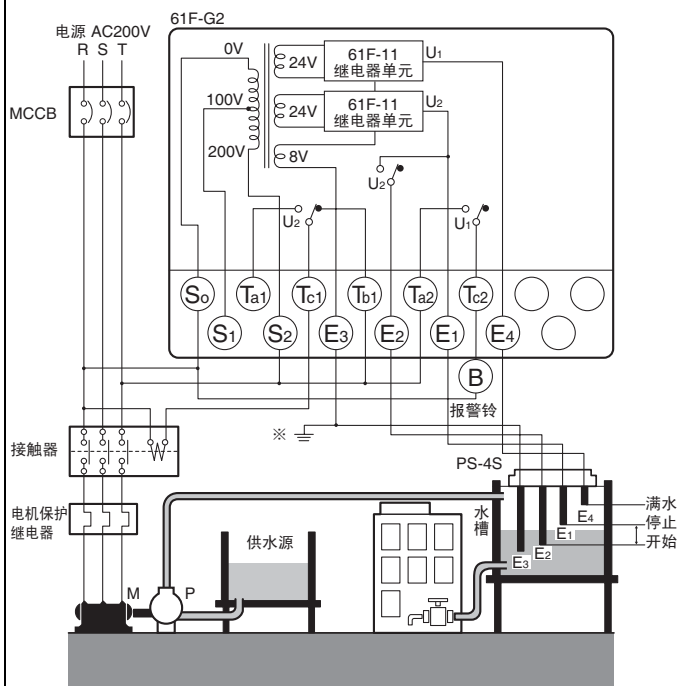 61F-G2
电源 AC200V
R S T
MCCB
0V
100V
200V
24V
61F-11
继电器单元
U1
24V
61F-11
继电器单元
U2
8V
U2
U2
U1
So Ta1 Tc1 Tb1 Ta2 Tc2
S1 S2 E3 E2 E1 E4
B
报警铃
接触器
※
PS-4S
电机保护
继电器
供水源
水槽
E4
E1
E2
E3
满水
停止
开始
M
P